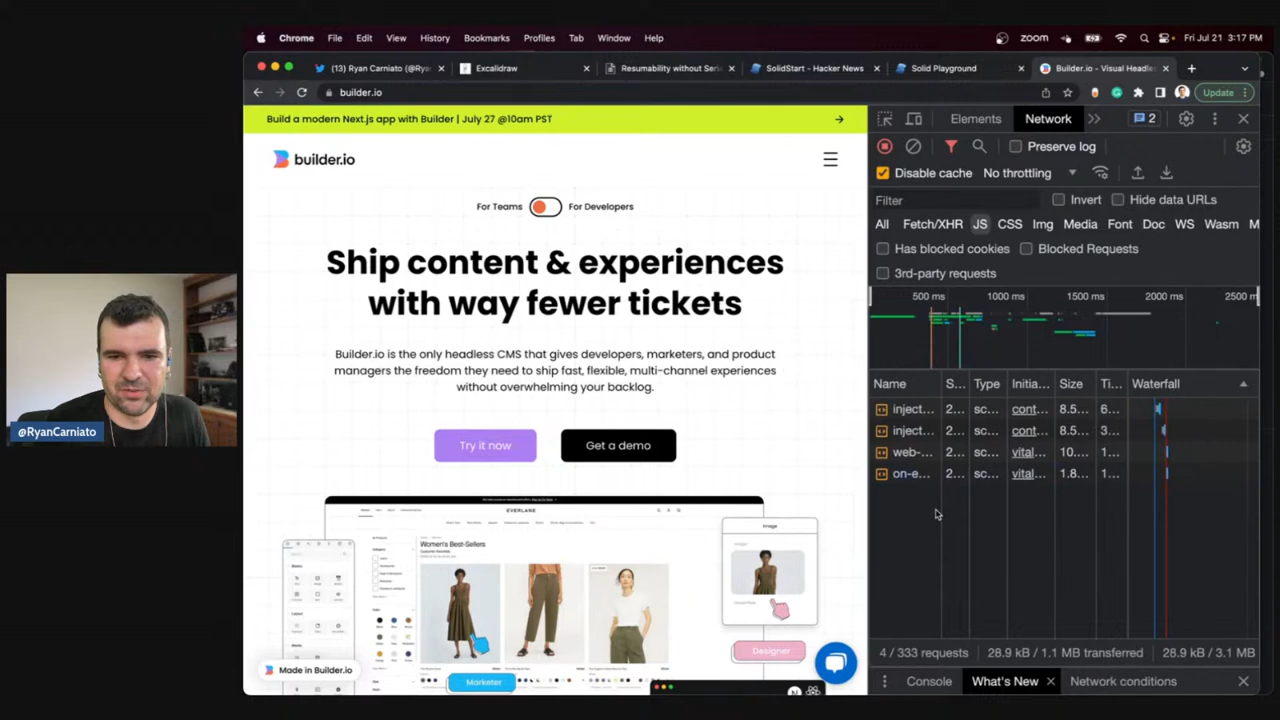 Chrome File Edit View History Bookmarks Profiles Tab Window Help zoom Fri Jul 21 3:17 PM
(13) Ryan Carniato (@Rya Excalidraw Resumability without Seri SolidStart - Hacker News Solid Playground Builder.io - Visual Headle
builder.io Update
Build a modern Next.js app with Builder | July 27 @10am PST →
builder.io
For Teams For Developers
Ship content & experiences
with way fewer tickets
Builder.io is the only headless CMS that gives developers, marketers, and product
managers the freedom they need to ship fast, flexible, multi-channel experiences
without overwhelming your backlog.
Try it now Get a demo
EVERLANE
Women's Best-Sellers
Image
Designer
Marketer
Made in Builder.io
Elements Network 2
Preserve log
Disable cache No throttling
Filter Invert Hide data URLs
All Fetch/XHR JS CSS Img Media Font Doc WS Wasm M
Has blocked cookies Blocked Requests
3rd-party requests
500 ms 1000 ms 1500 ms 2000 ms 2500 m
Name S... Type Initia... Size Ti... Waterfall
inject... 2... sc... cont... 8.5... 6...
inject... 2... sc... cont... 8.5... 3...
web-... 2... sc... vital... 10.... 1...
on-e... 2... sc... vital... 1.8... 1...
4 / 333 requests 28.9 kB / 1.1 MB transferred 28.9 kB / 3.1 MB
Console What's New Network conditions
@RyanCarniato